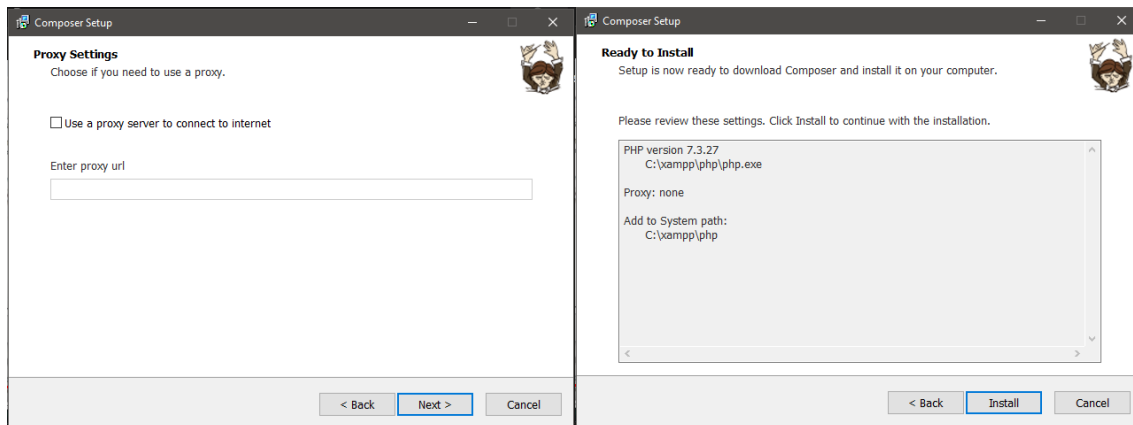 Composer Setup
Proxy Settings
Choose if you need to use a proxy.
Use a proxy server to connect to internet
Enter proxy url
< Back
Next >
Cancel
Composer Setup
Ready to Install
Setup is now ready to download Composer and install it on your computer.
Please review these settings. Click Install to continue with the installation.
PHP version 7.3.27
C:\xampp\php\php.exe
Proxy: none
Add to System path:
C:\xampp\php
< Back
Install
Cancel